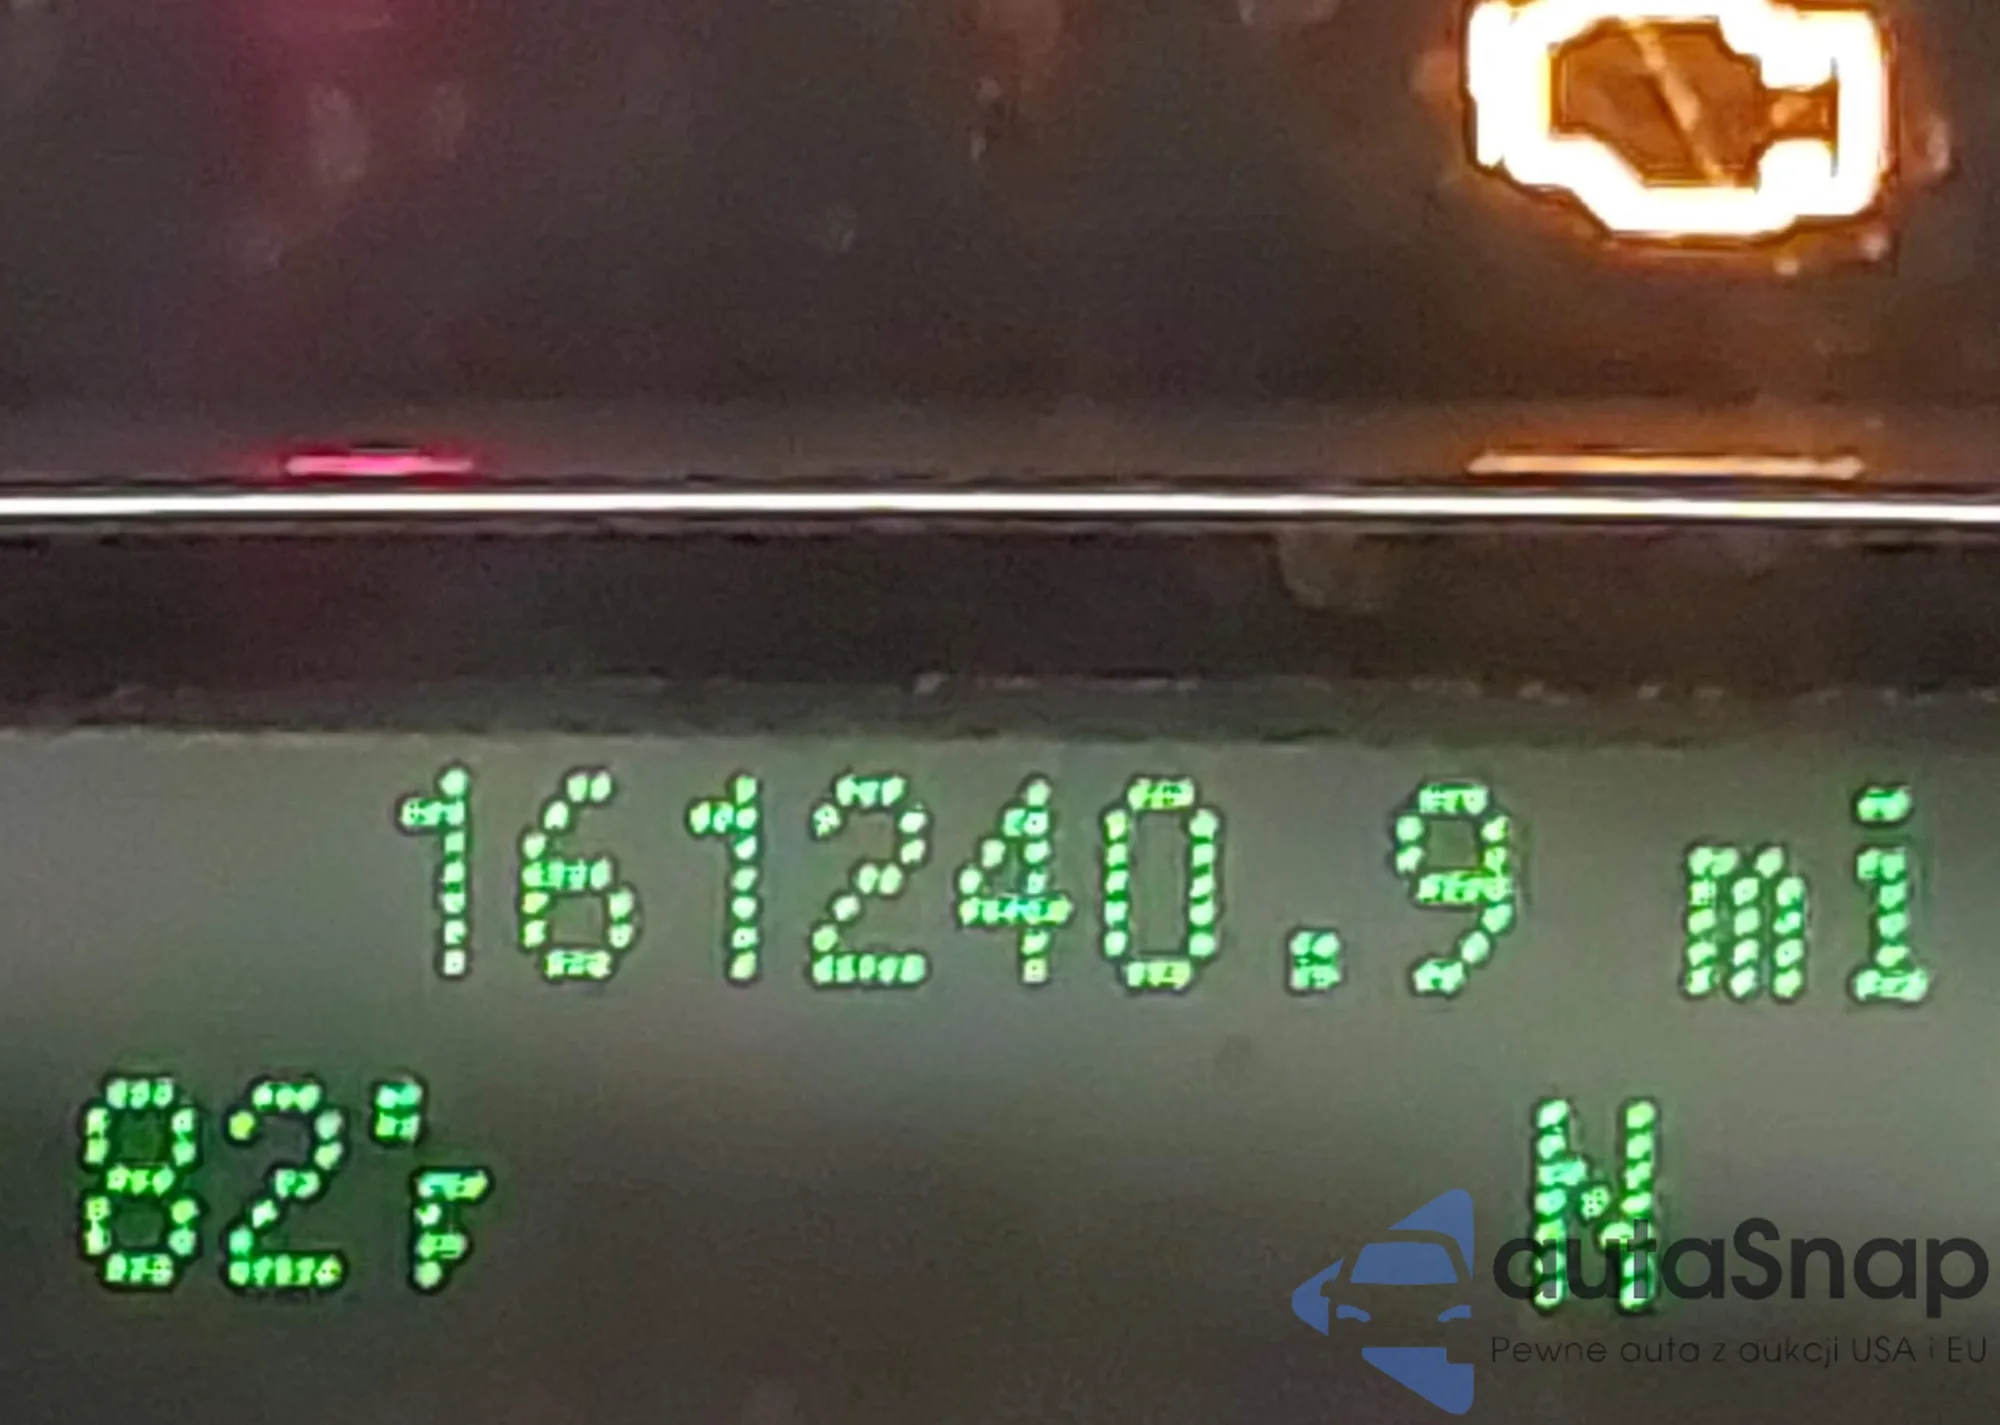 161240.9 mi
82°F N
autaSnap
Pewne auta z aukcji USA i EU